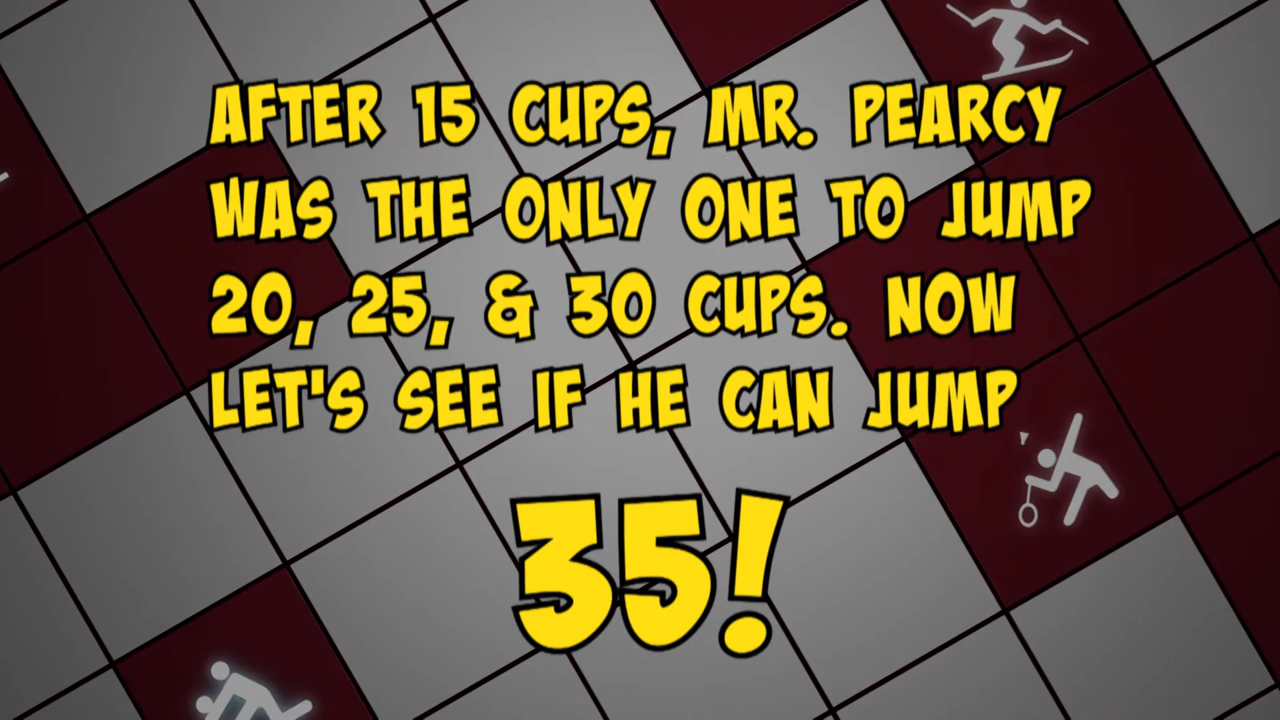 AFTER 15 CUPS, MR. PEARCY
WAS THE ONLY ONE TO JUMP
20, 25, & 30 CUPS. NOW
LET'S SEE IF HE CAN JUMP
35!